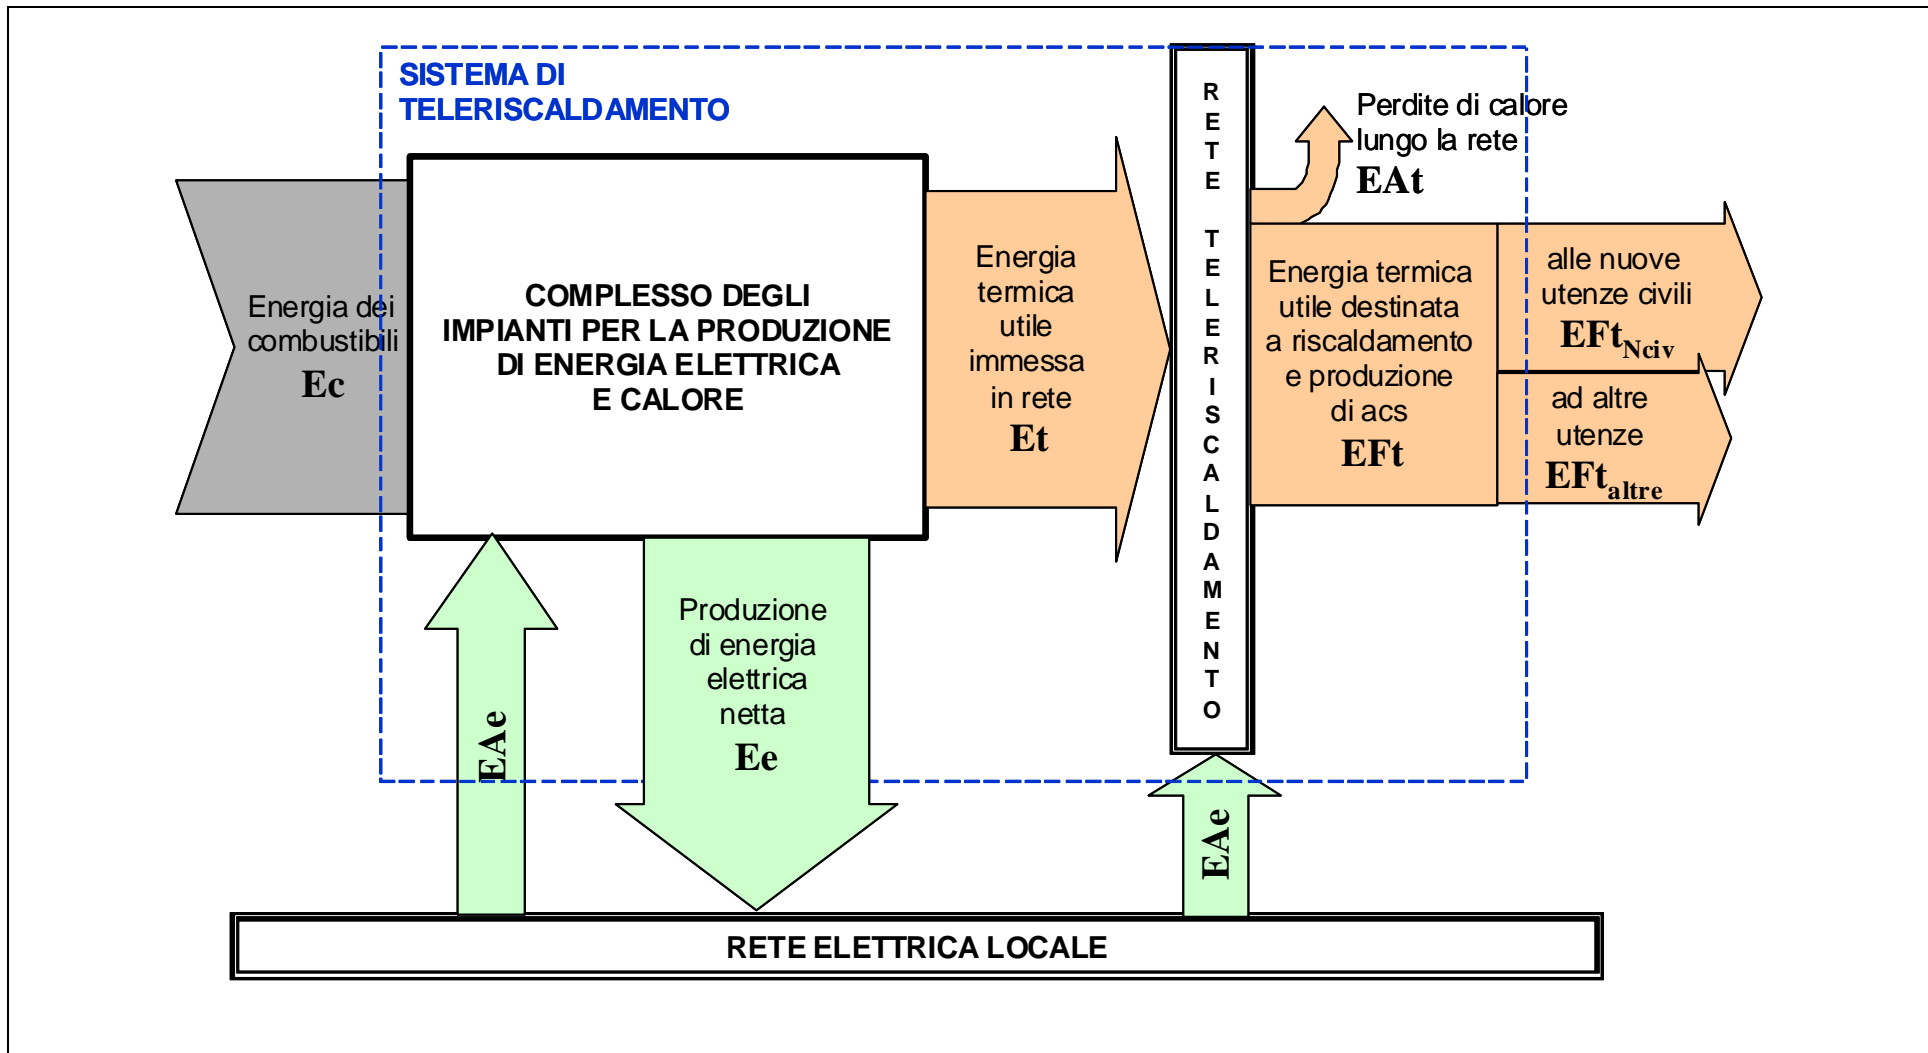 SISTEMA DI
TELERISCALDAMENTO
Energia dei
combustibili
Ec
COMPLESSO DEGLI
IMPIANTI PER LA PRODUZIONE
DI ENERGIA ELETTRICA
E CALORE
Energia
termica
utile
immessa
in rete
Et
RETE TELERISCALDAMENTO
Perdite di calore
lungo la rete
EAt
Energia termica
utile destinata
a riscaldamento
e produzione
di acs
EFt
alle nuove
utenze civili
EFtNciv
ad altre
utenze
EFtaltre
EAe
Produzione
di energia
elettrica
netta
Ee
EAe
RETE ELETTRICA LOCALE